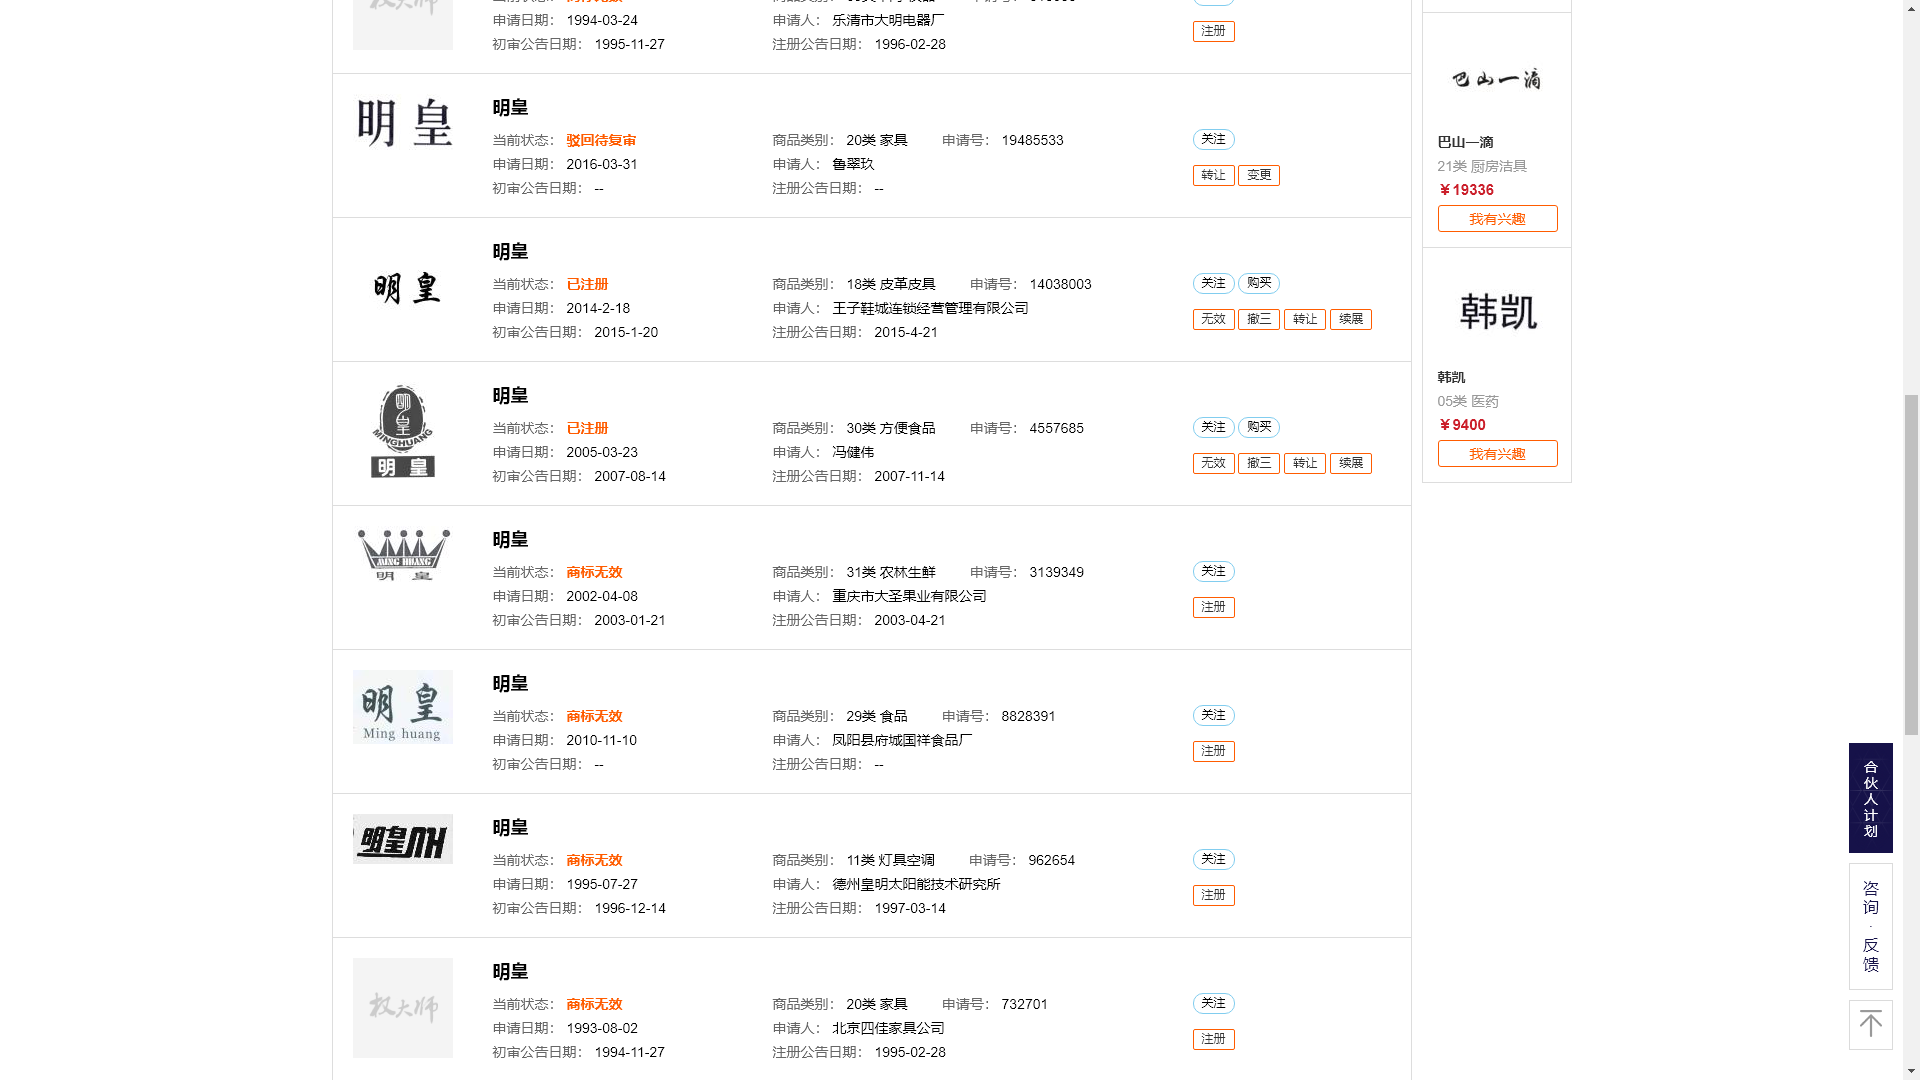 申请日期： 1994-03-24 申请人： 乐清市大明电器厂
初审公告日期： 1995-11-27 注册公告日期： 1996-02-28
注册
明皇
明皇
当前状态： 驳回待复审 商品类别： 20类 家具 申请号： 19485533
申请日期： 2016-03-31 申请人： 鲁翠玖
初审公告日期： -- 注册公告日期： --
关注
转让 变更
明皇
明皇
当前状态： 已注册 商品类别： 18类 皮革皮具 申请号： 14038003
申请日期： 2014-2-18 申请人： 王子鞋城连锁经营管理有限公司
初审公告日期： 2015-1-20 注册公告日期： 2015-4-21
关注 购买
无效 撤三 转让 续展
明皇
MINGHUANG
明皇
明皇
当前状态： 已注册 商品类别： 30类 方便食品 申请号： 4557685
申请日期： 2005-03-23 申请人： 冯健伟
初审公告日期： 2007-08-14 注册公告日期： 2007-11-14
关注 购买
无效 撤三 转让 续展
MING HUANG
明皇
明皇
当前状态： 商标无效 商品类别： 31类 农林生鲜 申请号： 3139349
申请日期： 2002-04-08 申请人： 重庆市大圣果业有限公司
初审公告日期： 2003-01-21 注册公告日期： 2003-04-21
关注
注册
明皇
Ming huang
明皇
当前状态： 商标无效 商品类别： 29类 食品 申请号： 8828391
申请日期： 2010-11-10 申请人： 凤阳县府城国祥食品厂
初审公告日期： -- 注册公告日期： --
关注
注册
明皇MH
明皇
当前状态： 商标无效 商品类别： 11类 灯具空调 申请号： 962654
申请日期： 1995-07-27 申请人： 德州皇明太阳能技术研究所
初审公告日期： 1996-12-14 注册公告日期： 1997-03-14
关注
注册
权大师
明皇
当前状态： 商标无效 商品类别： 20类 家具 申请号： 732701
申请日期： 1993-08-02 申请人： 北京四佳家具公司
初审公告日期： 1994-11-27 注册公告日期： 1995-02-28
关注
注册
巴山一滴
巴山一滴
21类 厨房洁具
￥19336
我有兴趣
韩凯
韩凯
05类 医药
￥9400
我有兴趣
合伙人计划
咨询·反馈